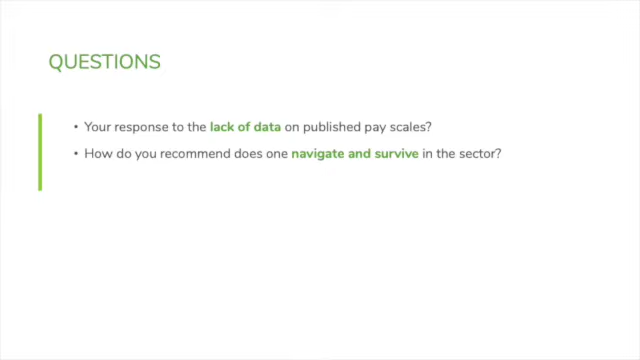 QUESTIONS
• Your response to the lack of data on published pay scales?
• How do you recommend does one navigate and survive in the sector?